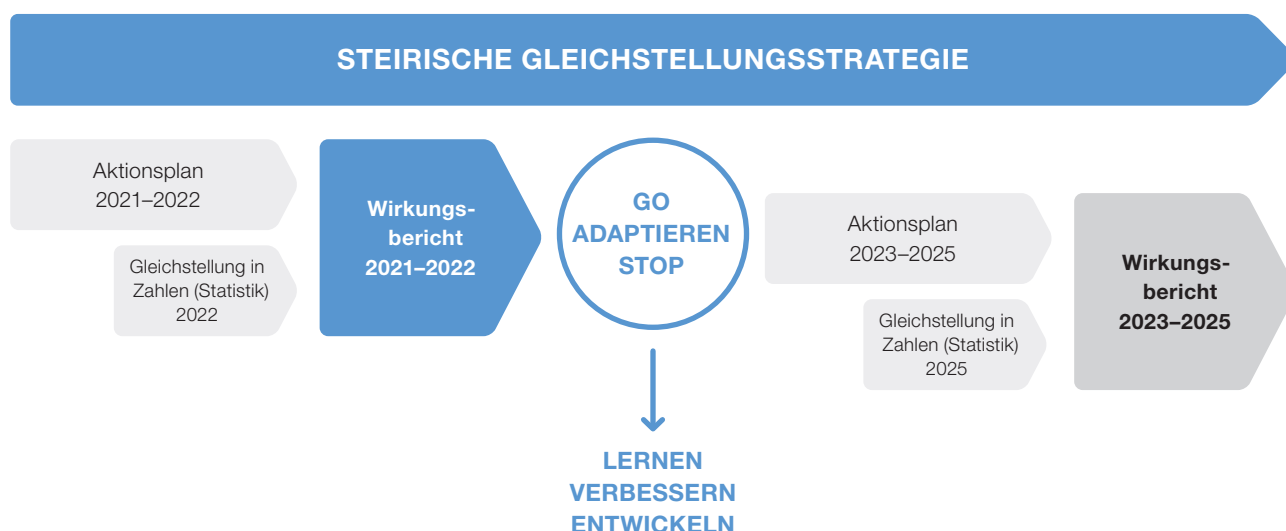 STEIRISCHE GLEICHSTELLUNGSSTRATEGIE
Aktionsplan
2021–2022
Gleichstellung in
Zahlen (Statistik)
2022
Wirkungs-
bericht
2021–2022
GO
ADAPTIEREN
STOP
LERNEN
VERBESSERN
ENTWICKELN
Aktionsplan
2023–2025
Gleichstellung in
Zahlen (Statistik)
2025
Wirkungs-
bericht
2023–2025